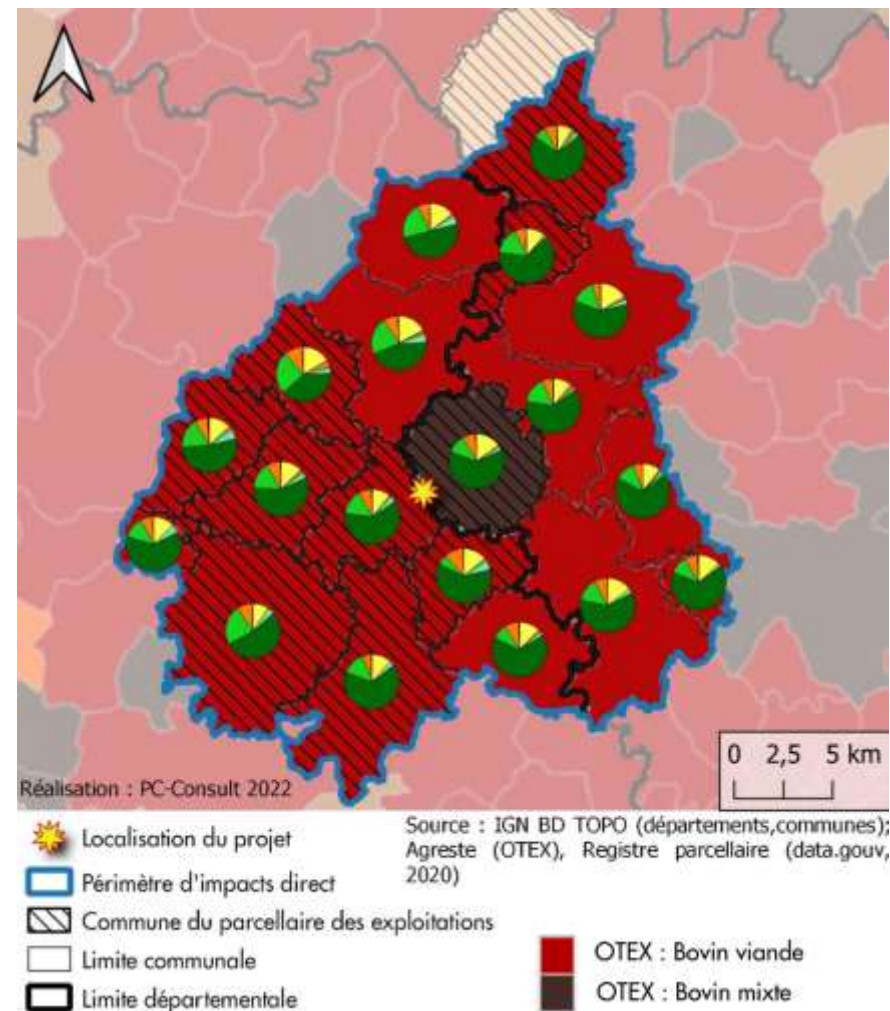 0 2,5 5 km
Réalisation : PC-Consult 2022
Localisation du projet
Source : IGN BD TOPO (départements,communes);
Agreste (OTEX), Registre parcellaire (data.gouv,
2020)
Périmètre d'impacts direct
Commune du parcellaire des exploitations
Limite communale
OTEX : Bovin viande
Limite départementale
OTEX : Bovin mixte